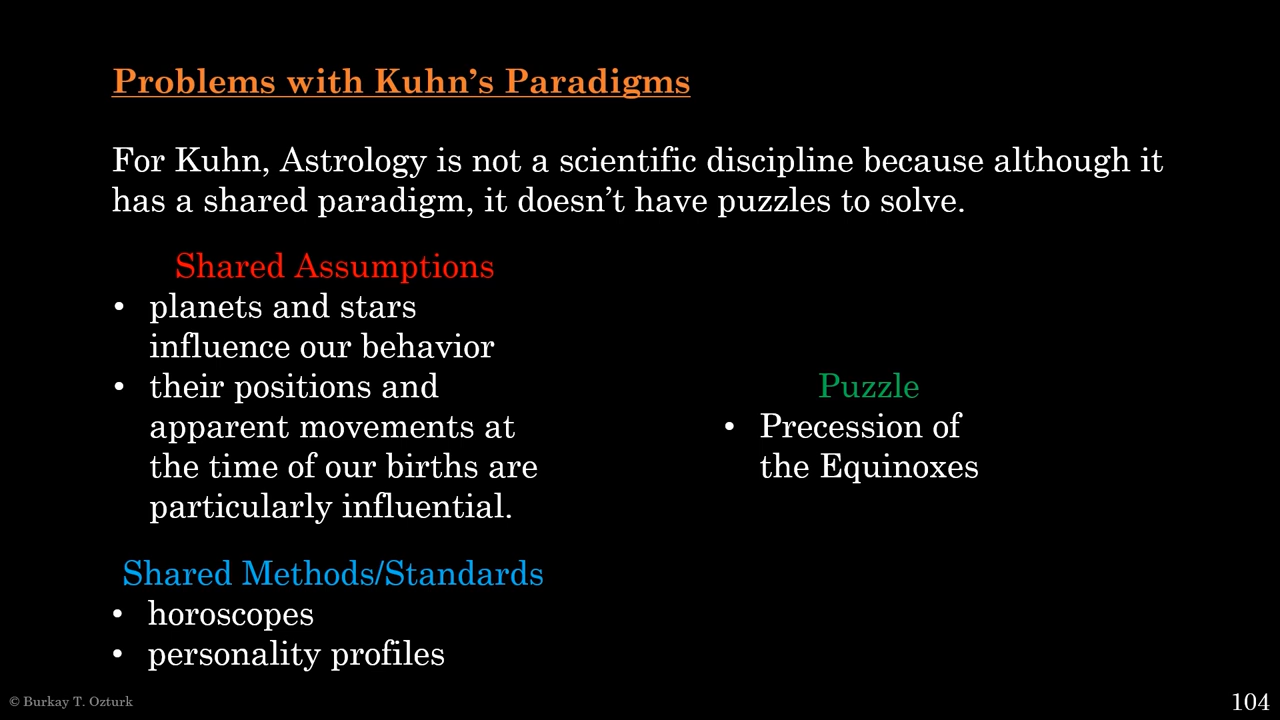 Problems with Kuhn’s Paradigms
For Kuhn, Astrology is not a scientific discipline because although it
has a shared paradigm, it doesn’t have puzzles to solve.
Shared Assumptions
• planets and stars
influence our behavior
• their positions and
apparent movements at
the time of our births are
particularly influential.
Shared Methods/Standards
• horoscopes
• personality profiles
Puzzle
• Precession of
the Equinoxes
© Burkay T. Ozturk
104